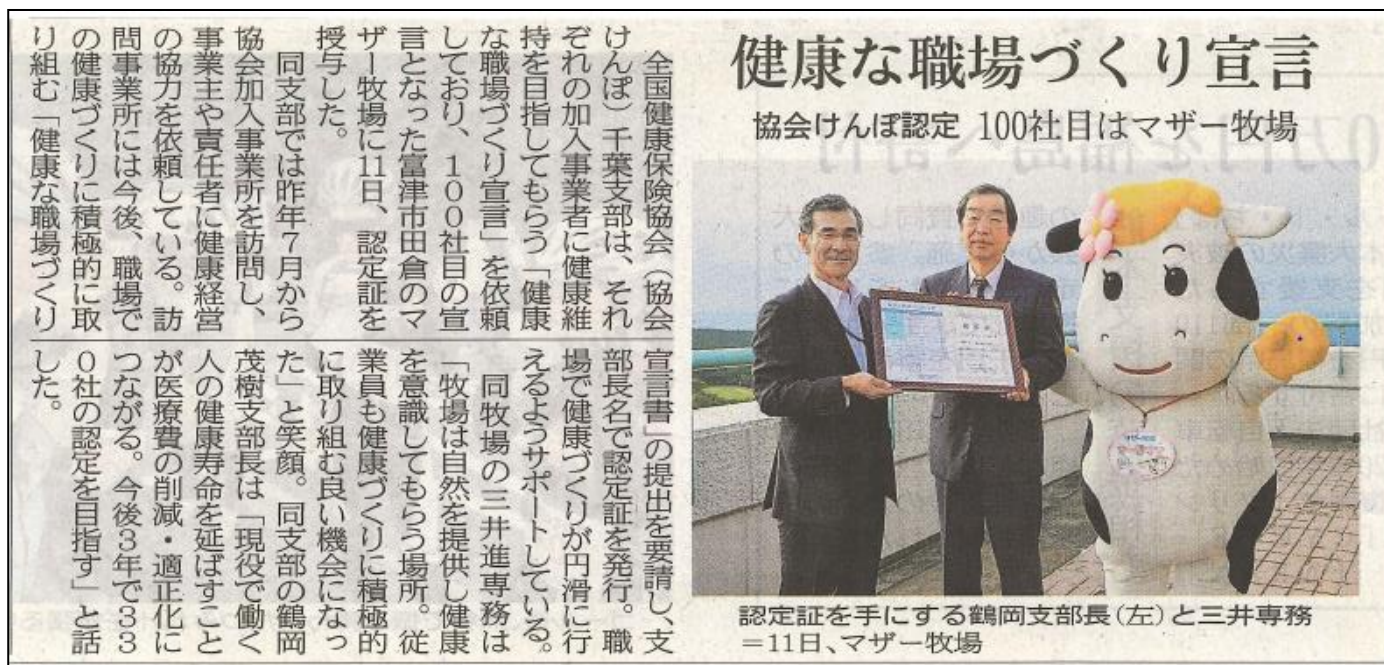 健康な職場づくり宣言
協会けんぽ認定 100社目はマザー牧場
全国健康保険協会（協会
けんぽ）千葉支部は、それ
ぞれの加入事業者に健康維
持を目指してもらう「健康
な職場づくり宣言」を依頼
しており、１００社目の宣
言となった富津市田倉のマ
ザー牧場に11日、認定証を
授与した。
同支部では昨年７月から
協会加入事業所を訪問し、
事業主や責任者に健康経営
の協力を依頼している。訪
問事業所には今後、職場で
の健康づくりに積極的に取
り組む「健康な職場づくり
宣言書」の提出を要請し、支
部長名で認定証を発行。職
場で健康づくりが円滑に行
えるようサポートしている。
同牧場の三井進専務は
「牧場は自然を提供し健康
を意識してもらう場所。従
業員も健康づくりに積極的
に取り組む良い機会になっ
た」と笑顔。同支部の鶴岡
茂樹支部長は「現役で働く
人の健康寿命を延ばすこと
が医療費の削減・適正化に
つながる。今後３年で３３
０社の認定を目指す」と話
した。
認定証を手にする鶴岡支部長（左）と三井専務
＝11日、マザー牧場